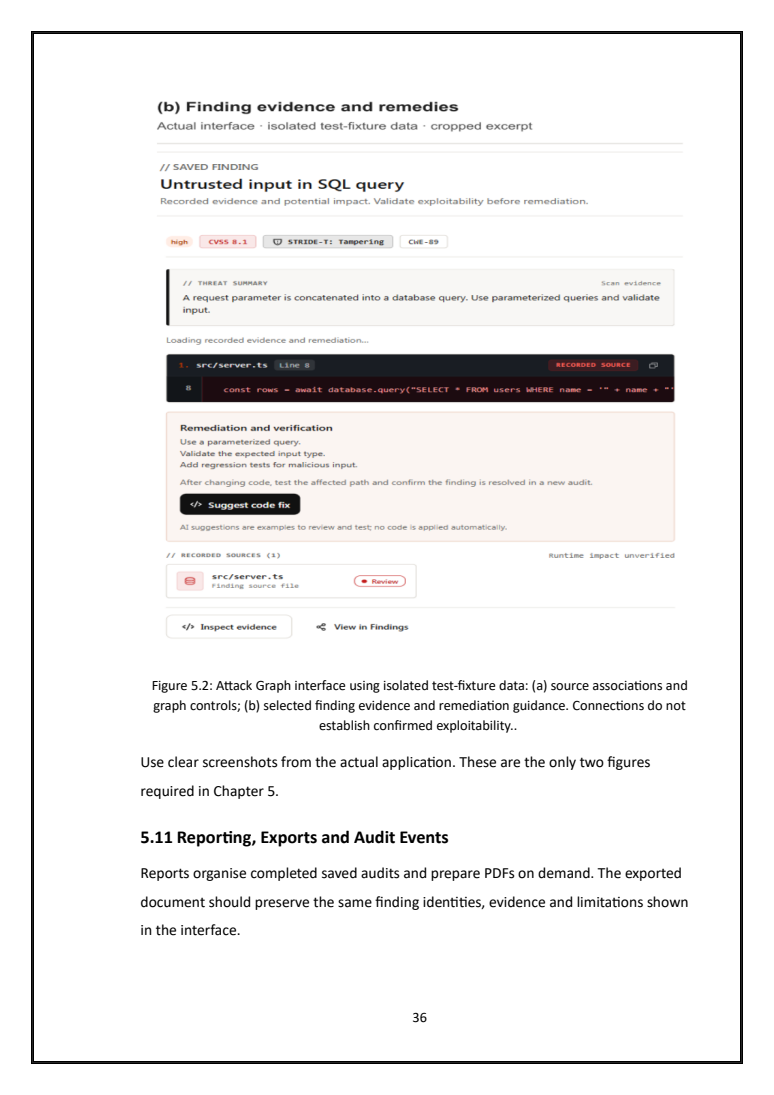 (b) Finding evidence and remedies
Actual interface · isolated test-fixture data · cropped excerpt
// SAVED FINDING
Untrusted input in SQL query
Recorded evidence and potential impact. Validate exploitability before remediation.
high CVSS 8.1 STRIDE-T: Tampering CWE-89
// THREAT SUMMARY Scan evidence
A request parameter is concatenated into a database query. Use parameterized queries and validate
input.
Loading recorded evidence and remediation...
1. src/server.ts Line 8 RECORDED SOURCE
8 const rows = await database.query("SELECT * FROM users WHERE name = '" + name + "'
Remediation and verification
Use a parameterized query.
Validate the expected input type.
Add regression tests for malicious input.
After changing code, test the affected path and confirm the finding is resolved in a new audit.
</> Suggest code fix
AI suggestions are examples to review and test; no code is applied automatically.
// RECORDED SOURCES (1) Runtime impact unverified
src/server.ts
Finding source file
Review
</> Inspect evidence View in Findings
Figure 5.2: Attack Graph interface using isolated test-fixture data: (a) source associations and
graph controls; (b) selected finding evidence and remediation guidance. Connections do not
establish confirmed exploitability..
Use clear screenshots from the actual application. These are the only two figures
required in Chapter 5.
5.11 Reporting, Exports and Audit Events
Reports organise completed saved audits and prepare PDFs on demand. The exported
document should preserve the same finding identities, evidence and limitations shown
in the interface.
36